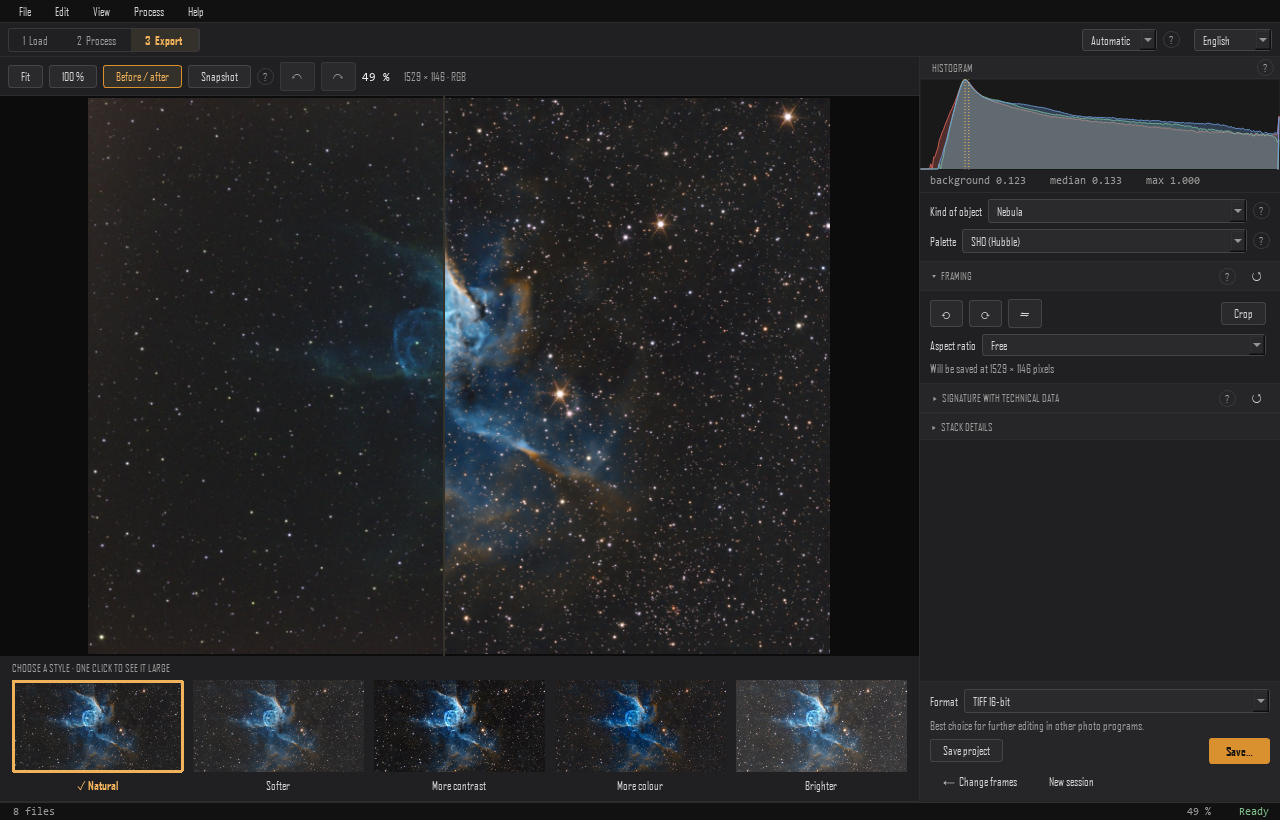 File Edit View Process Help
1 Load 2 Process 3 Export Automatic ? English
Fit 100 % Before / after Snapshot ? 49 % 1529 × 1146 · RGB
HISTOGRAM ?
background 0.123 median 0.133 max 1.000
Kind of object Nebula ?
Palette SHO (Hubble) ?
FRAMING ?
Crop
Aspect ratio Free
Will be saved at 1529 × 1146 pixels
SIGNATURE WITH TECHNICAL DATA ?
STACK DETAILS
CHOOSE A STYLE · ONE CLICK TO SEE IT LARGE
✓ Natural Softer More contrast More colour Brighter
Format TIFF 16-bit
Best choice for further editing in other photo programs.
Save project Save...
← Change frames New session
8 files 49 % Ready